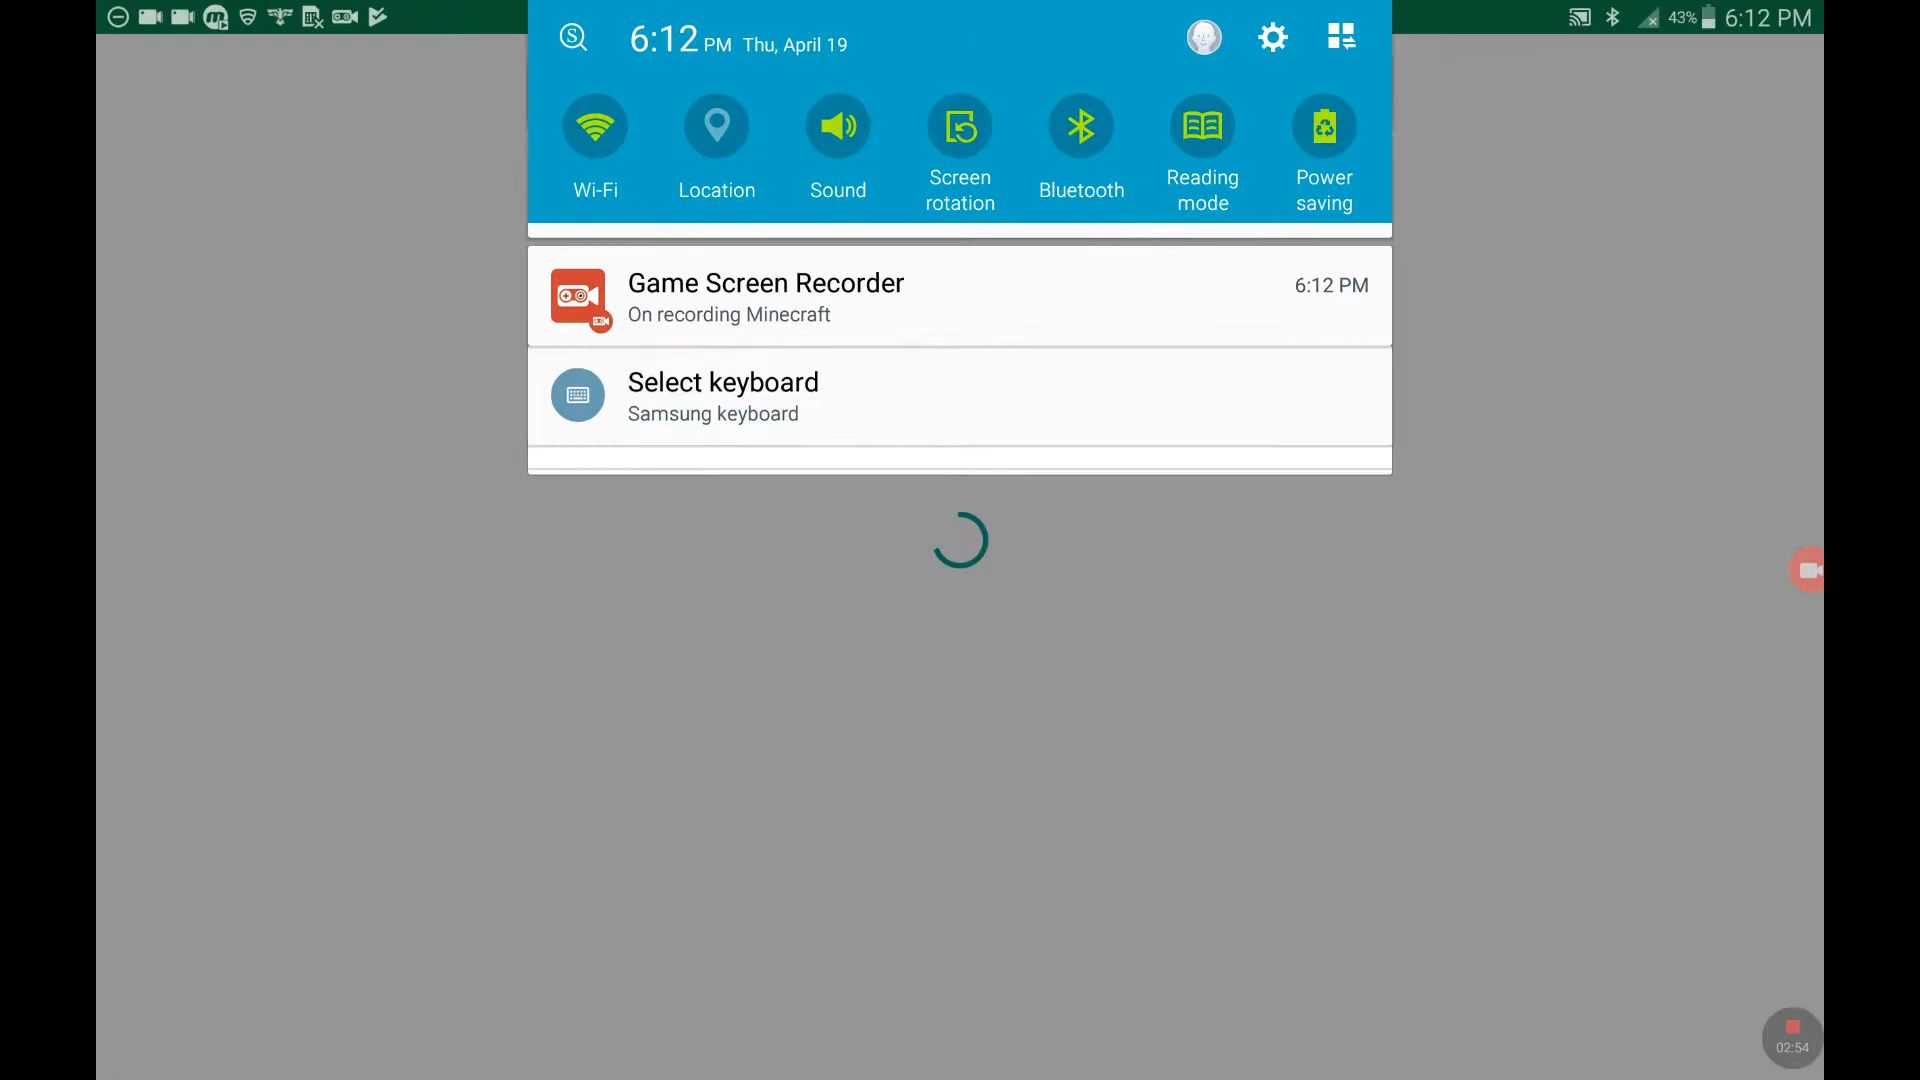 43% 6:12 PM
6:12 PM Thu, April 19
Wi-Fi
Location
Sound
Screen
rotation
Bluetooth
Reading
mode
Power
saving
Game Screen Recorder
6:12 PM
On recording Minecraft
Select keyboard
Samsung keyboard
02:54